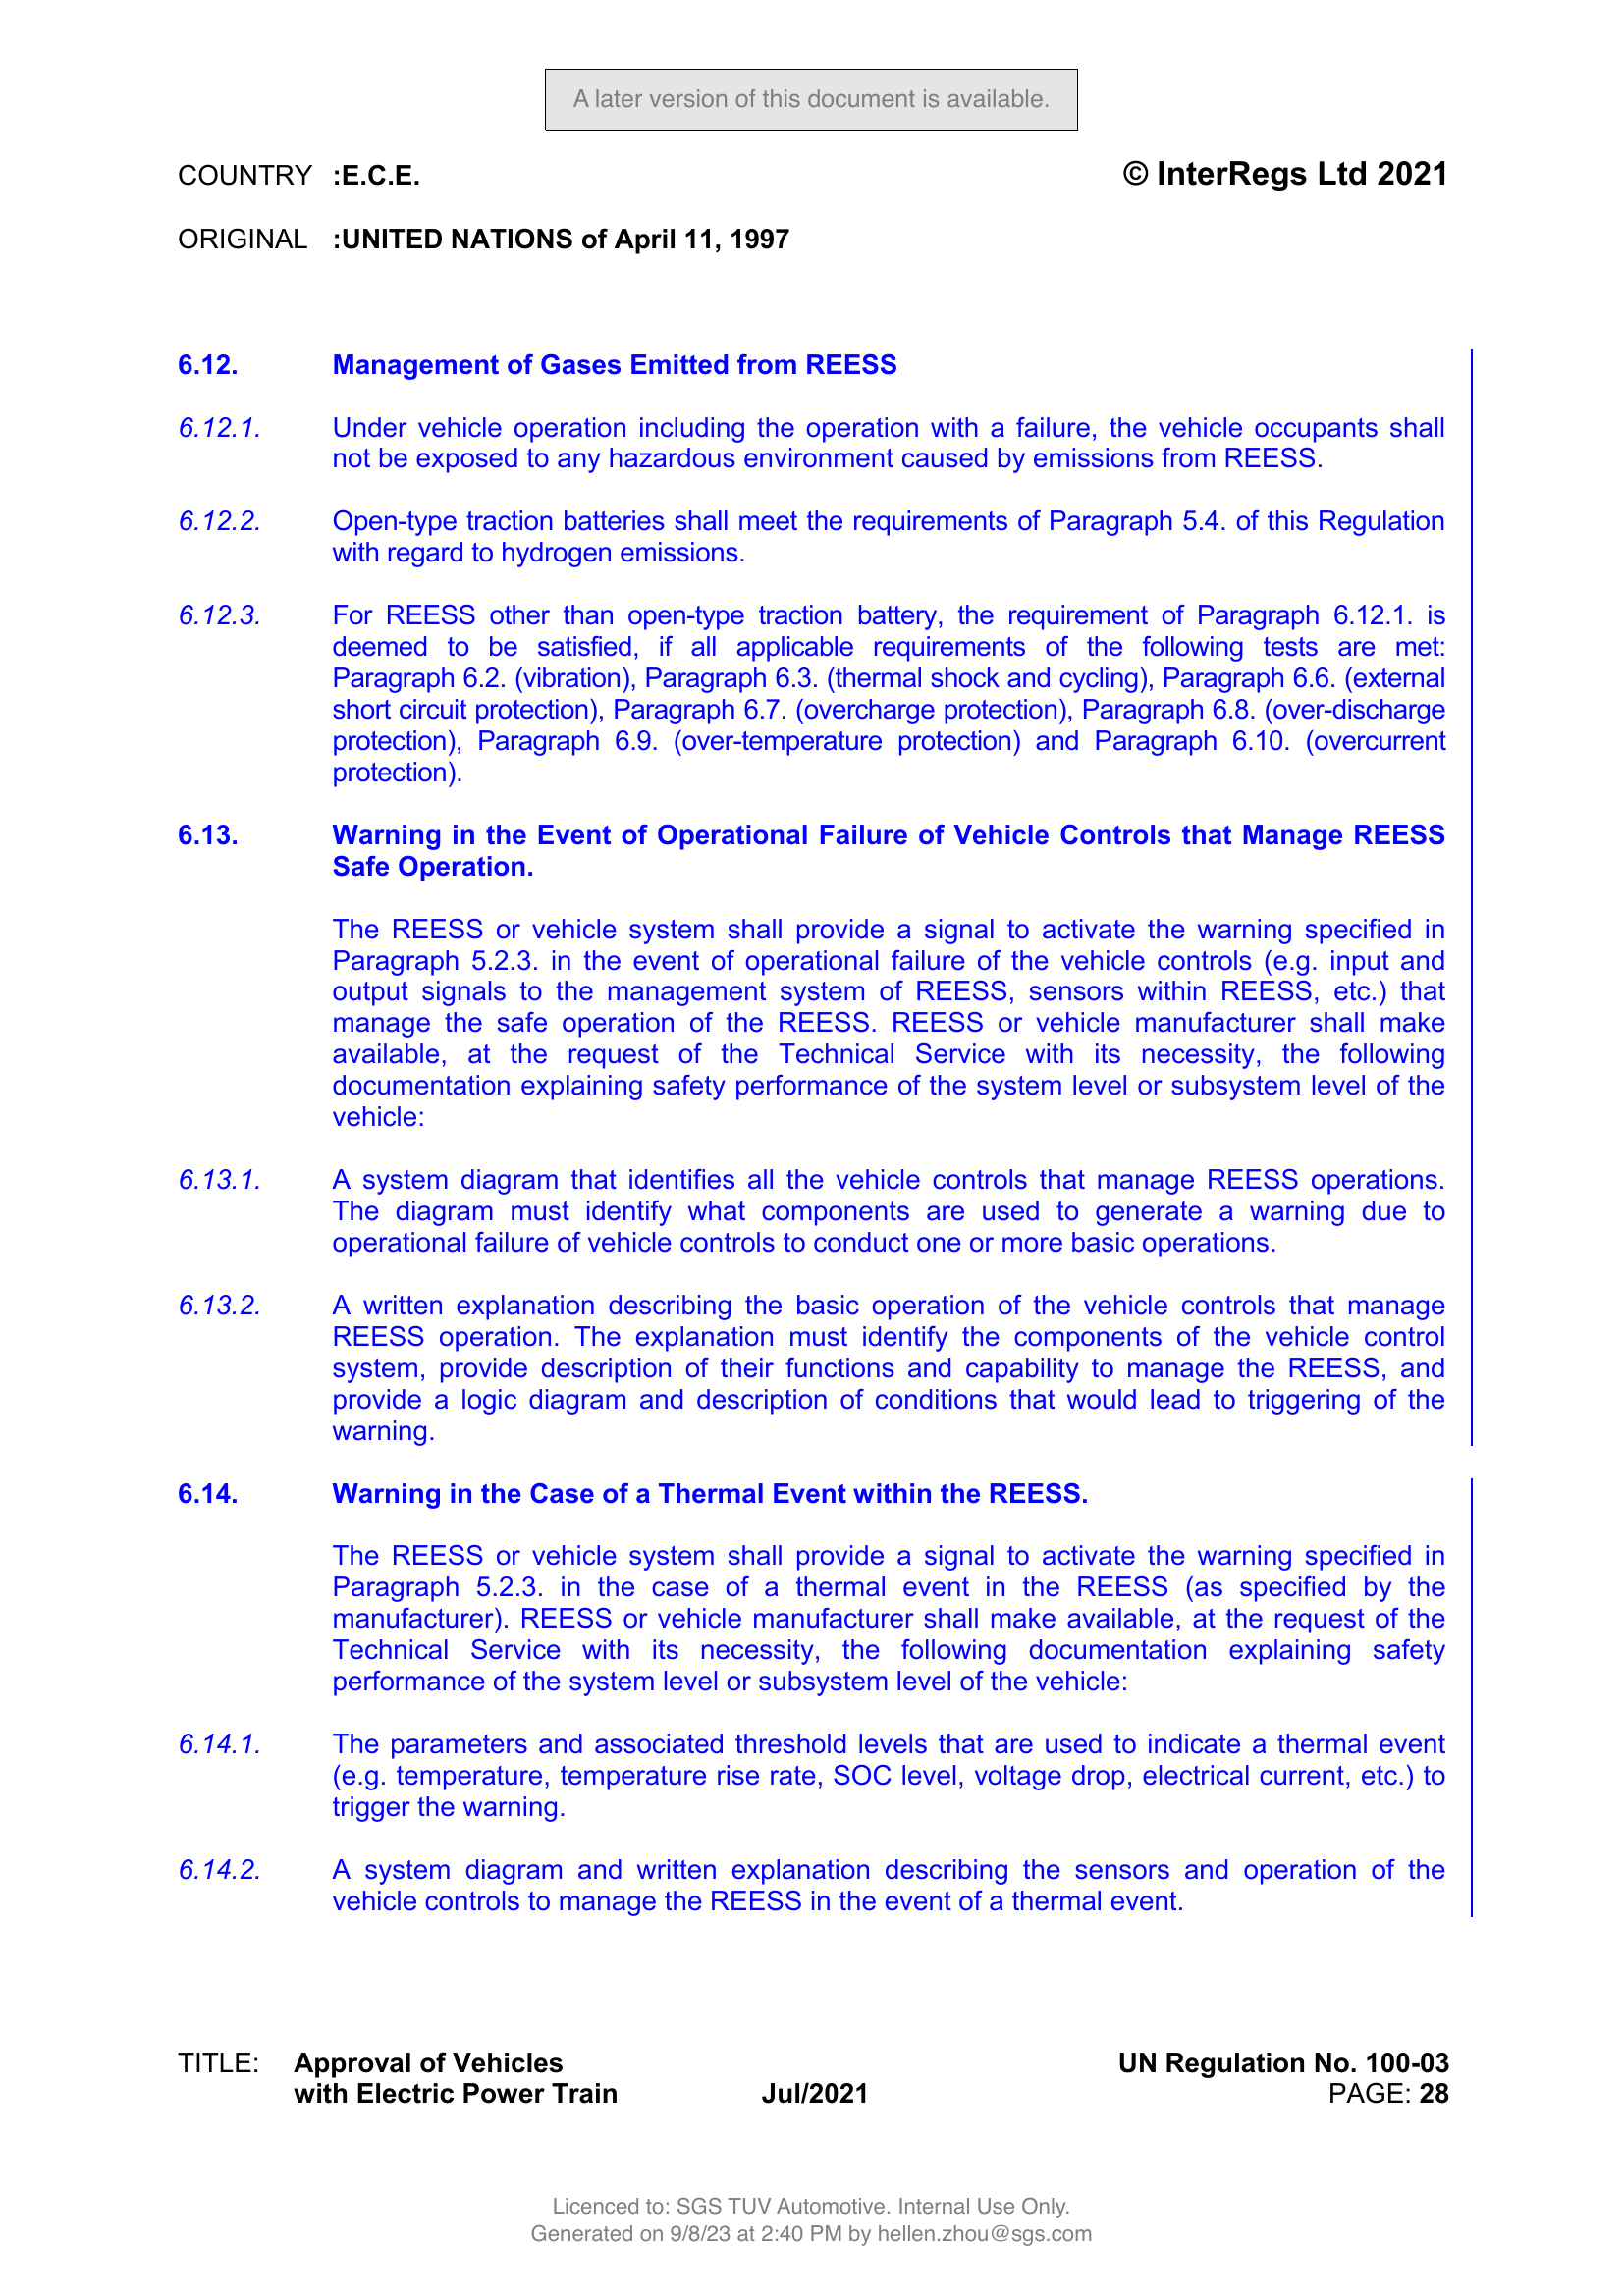 A later version of this document is available.
COUNTRY :E.C.E. © InterRegs Ltd 2021
ORIGINAL :UNITED NATIONS of April 11, 1997
6.12. Management of Gases Emitted from REESS
6.12.1. Under vehicle operation including the operation with a failure, the vehicle occupants shall
not be exposed to any hazardous environment caused by emissions from REESS.
6.12.2. Open-type traction batteries shall meet the requirements of Paragraph 5.4. of this Regulation
with regard to hydrogen emissions.
6.12.3. For REESS other than open-type traction battery, the requirement of Paragraph 6.12.1. is
deemed to be satisfied, if all applicable requirements of the following tests are met:
Paragraph 6.2. (vibration), Paragraph 6.3. (thermal shock and cycling), Paragraph 6.6. (external
short circuit protection), Paragraph 6.7. (overcharge protection), Paragraph 6.8. (over-discharge
protection), Paragraph 6.9. (over-temperature protection) and Paragraph 6.10. (overcurrent
protection).
6.13. Warning in the Event of Operational Failure of Vehicle Controls that Manage REESS
Safe Operation.
The REESS or vehicle system shall provide a signal to activate the warning specified in
Paragraph 5.2.3. in the event of operational failure of the vehicle controls (e.g. input and
output signals to the management system of REESS, sensors within REESS, etc.) that
manage the safe operation of the REESS. REESS or vehicle manufacturer shall make
available, at the request of the Technical Service with its necessity, the following
documentation explaining safety performance of the system level or subsystem level of the
vehicle:
6.13.1. A system diagram that identifies all the vehicle controls that manage REESS operations.
The diagram must identify what components are used to generate a warning due to
operational failure of vehicle controls to conduct one or more basic operations.
6.13.2. A written explanation describing the basic operation of the vehicle controls that manage
REESS operation. The explanation must identify the components of the vehicle control
system, provide description of their functions and capability to manage the REESS, and
provide a logic diagram and description of conditions that would lead to triggering of the
warning.
6.14. Warning in the Case of a Thermal Event within the REESS.
The REESS or vehicle system shall provide a signal to activate the warning specified in
Paragraph 5.2.3. in the case of a thermal event in the REESS (as specified by the
manufacturer). REESS or vehicle manufacturer shall make available, at the request of the
Technical Service with its necessity, the following documentation explaining safety
performance of the system level or subsystem level of the vehicle:
6.14.1. The parameters and associated threshold levels that are used to indicate a thermal event
(e.g. temperature, temperature rise rate, SOC level, voltage drop, electrical current, etc.) to
trigger the warning.
6.14.2. A system diagram and written explanation describing the sensors and operation of the
vehicle controls to manage the REESS in the event of a thermal event.
TITLE: Approval of Vehicles UN Regulation No. 100-03
with Electric Power Train Jul/2021 PAGE: 28
Licenced to: SGS TUV Automotive. Internal Use Only.
Generated on 9/8/23 at 2:40 PM by hellen.zhou@sgs.com